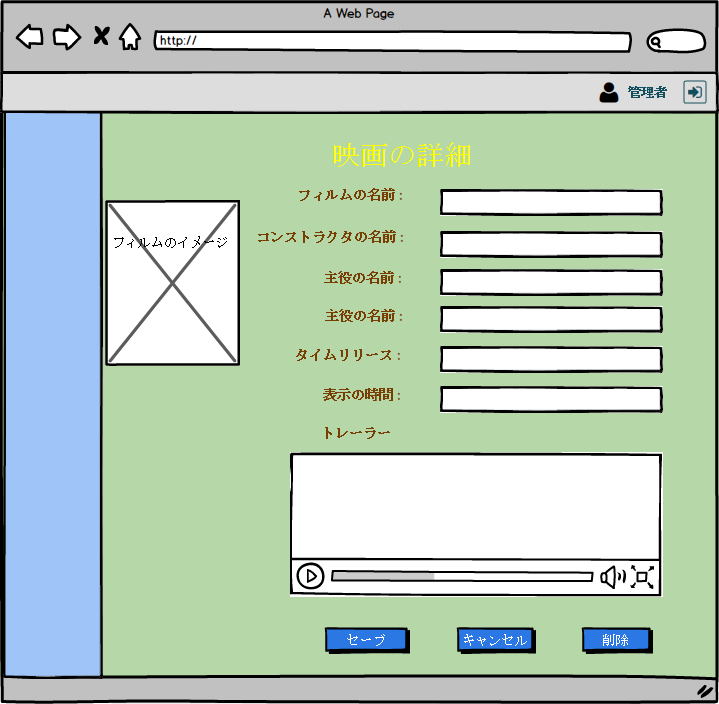 A Web Page
http://
管理者
映画の詳細
フィルムの名前 :
フィルムのイメージ
コンストラクタの名前 :
主役の名前 :
主役の名前 :
タイムリリース :
表示の時間 :
トレーラー
セーブ
キャンセル
削除